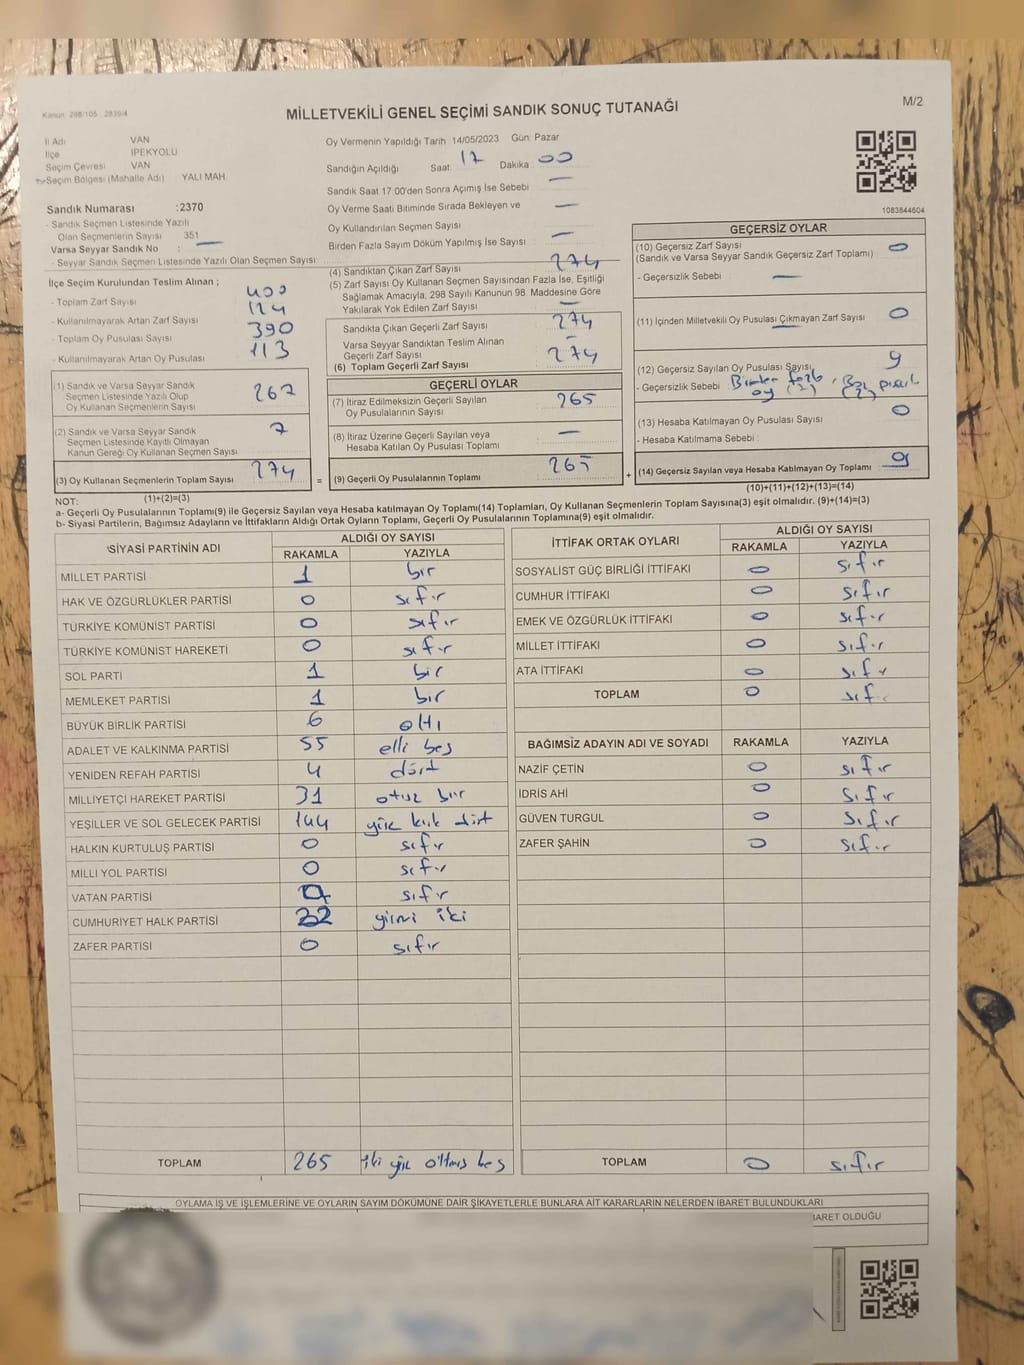 Kanun: 298/105 , 2839/4
MİLLETVEKİLİ GENEL SEÇİMİ SANDIK SONUÇ TUTANAĞI
M/2
İl Adı VAN
İlçe İPEKYOLU
Seçim Çevresi VAN
Seçim Bölgesi (Mahalle Adı) YALI MAH.
Sandık Numarası :2370
- Sandık Seçmen Listesinde Yazılı
Olan Seçmenlerin Sayısı 351
Varsa Seyyar Sandık No : —
- Seyyar Sandık Seçmen Listesinde Yazılı Olan Seçmen Sayısı :
Oy Vermenin Yapıldığı Tarih 14/05/2023 Gün: Pazar
Sandığın Açıldığı Saat: 17 Dakika 00
Sandık Saat 17:00'den Sonra Açımış İse Sebebi —
Oy Verme Saati Bitiminde Sırada Bekleyen ve —
Oy Kullandırılan Seçmen Sayısı
Birden Fazla Sayım Döküm Yapılmış İse Sayısı —
1083844604
İlçe Seçim Kurulundan Teslim Alınan ;
- Toplam Zarf Sayısı 400
- Kullanılmayarak Artan Zarf Sayısı 124
- Toplam Oy Pusulası Sayısı 390
- Kullanılmayarak Artan Oy Pusulası 113
(1) Sandık ve Varsa Seyyar Sandık
Seçmen Listesinde Yazılı Olup
Oy Kullanan Seçmenlerin Sayısı 267
(2) Sandık ve Varsa Seyyar Sandık
Seçmen Listesinde Kayıtlı Olmayan
Kanun Gereği Oy Kullanan Seçmen Sayısı 7
(3) Oy Kullanan Seçmenlerin Toplam Sayısı 274
(4) Sandıktan Çıkan Zarf Sayısı 274
(5) Zarf Sayısı Oy Kullanan Seçmen Sayısından Fazla İse, Eşitliği
Sağlamak Amacıyla, 298 Sayılı Kanunun 98. Maddesine Göre
Yakılarak Yok Edilen Zarf Sayısı —
Sandıkta Çıkan Geçerli Zarf Sayısı 274
Varsa Seyyar Sandıktan Teslim Alınan
Geçerli Zarf Sayısı —
(6) Toplam Geçerli Zarf Sayısı 274
GEÇERLİ OYLAR
(7) İtiraz Edilmeksizin Geçerli Sayılan
Oy Pusulalarının Sayısı 265
(8) İtiraz Üzerine Geçerli Sayılan veya
Hesaba Katılan Oy Pusulası Toplamı —
= (9) Geçerli Oy Pusulalarının Toplamı 265
GEÇERSİZ OYLAR
(10) Geçersiz Zarf Sayısı 0
(Sandık ve Varsa Seyyar Sandık Geçersiz Zarf Toplamı)
- Geçersizlik Sebebi —
(11) İçinden Milletvekili Oy Pusulası Çıkmayan Zarf Sayısı 0
(12) Geçersiz Sayılan Oy Pusulası Sayısı 9
- Geçersizlik Sebebi
(13) Hesaba Katılmayan Oy Pusulası Sayısı 0
- Hesaba Katılmama Sebebi :
+ (14) Geçersiz Sayılan veya Hesaba Katılmayan Oy Toplamı 9
NOT: (1)+(2)=(3) (10)+(11)+(12)+(13)=(14)
a- Geçerli Oy Pusulalarının Toplamı(9) ile Geçersiz Sayılan veya Hesaba Katılmayan Oy Toplamı(14) Toplamları, Oy Kullanan Seçmenlerin Toplam Sayısına(3) eşit olmalıdır. (9)+(14)=(3)
b- Siyasi Partilerin, Bağımsız Adayların ve İttifakların Aldığı Ortak Oyların Toplamı, Geçerli Oy Pusulalarının Toplamına(9) eşit olmalıdır.
SİYASİ PARTİNİN ADI ALDIĞI OY SAYISI
RAKAMLA YAZIYLA
MİLLET PARTİSİ 1 bir
HAK VE ÖZGÜRLÜKLER PARTİSİ 0 sıfır
TÜRKİYE KOMÜNİST PARTİSİ 0 sıfır
TÜRKİYE KOMÜNİST HAREKETİ 0 sıfır
SOL PARTİ 1 bir
MEMLEKET PARTİSİ 1 bir
BÜYÜK BİRLİK PARTİSİ 6 altı
ADALET VE KALKINMA PARTİSİ 55 elli beş
YENİDEN REFAH PARTİSİ 4 dört
MİLLİYETÇİ HAREKET PARTİSİ 31 otuz bir
YEŞİLLER VE SOL GELECEK PARTİSİ 144 yüz kırk dört
HALKIN KURTULUŞ PARTİSİ 0 sıfır
MİLLİ YOL PARTİSİ 0 sıfır
VATAN PARTİSİ 0 sıfır
CUMHURİYET HALK PARTİSİ 22 yirmi iki
ZAFER PARTİSİ 0 sıfır
TOPLAM 265 iki yüz altmış beş
İTTİFAK ORTAK OYLARI ALDIĞI OY SAYISI
RAKAMLA YAZIYLA
SOSYALİST GÜÇ BİRLİĞİ İTTİFAKI 0 sıfır
CUMHUR İTTİFAKI 0 sıfır
EMEK VE ÖZGÜRLÜK İTTİFAKI 0 sıfır
MİLLET İTTİFAKI 0 sıfır
ATA İTTİFAKI 0 sıfır
TOPLAM 0 sıfır
BAĞIMSIZ ADAYIN ADI VE SOYADI RAKAMLA YAZIYLA
NAZİF ÇETİN 0 sıfır
İDRİS AHİ 0 sıfır
GÜVEN TURGUL 0 sıfır
ZAFER ŞAHİN 0 sıfır
TOPLAM 0 sıfır
OYLAMA İŞ VE İŞLEMLERİNE VE OYLARIN SAYIM DÖKÜMÜNE DAİR ŞİKAYETLERLE BUNLARA AİT KARARLARIN NELERDEN İBARET BULUNDUKLARI
OLDUĞU